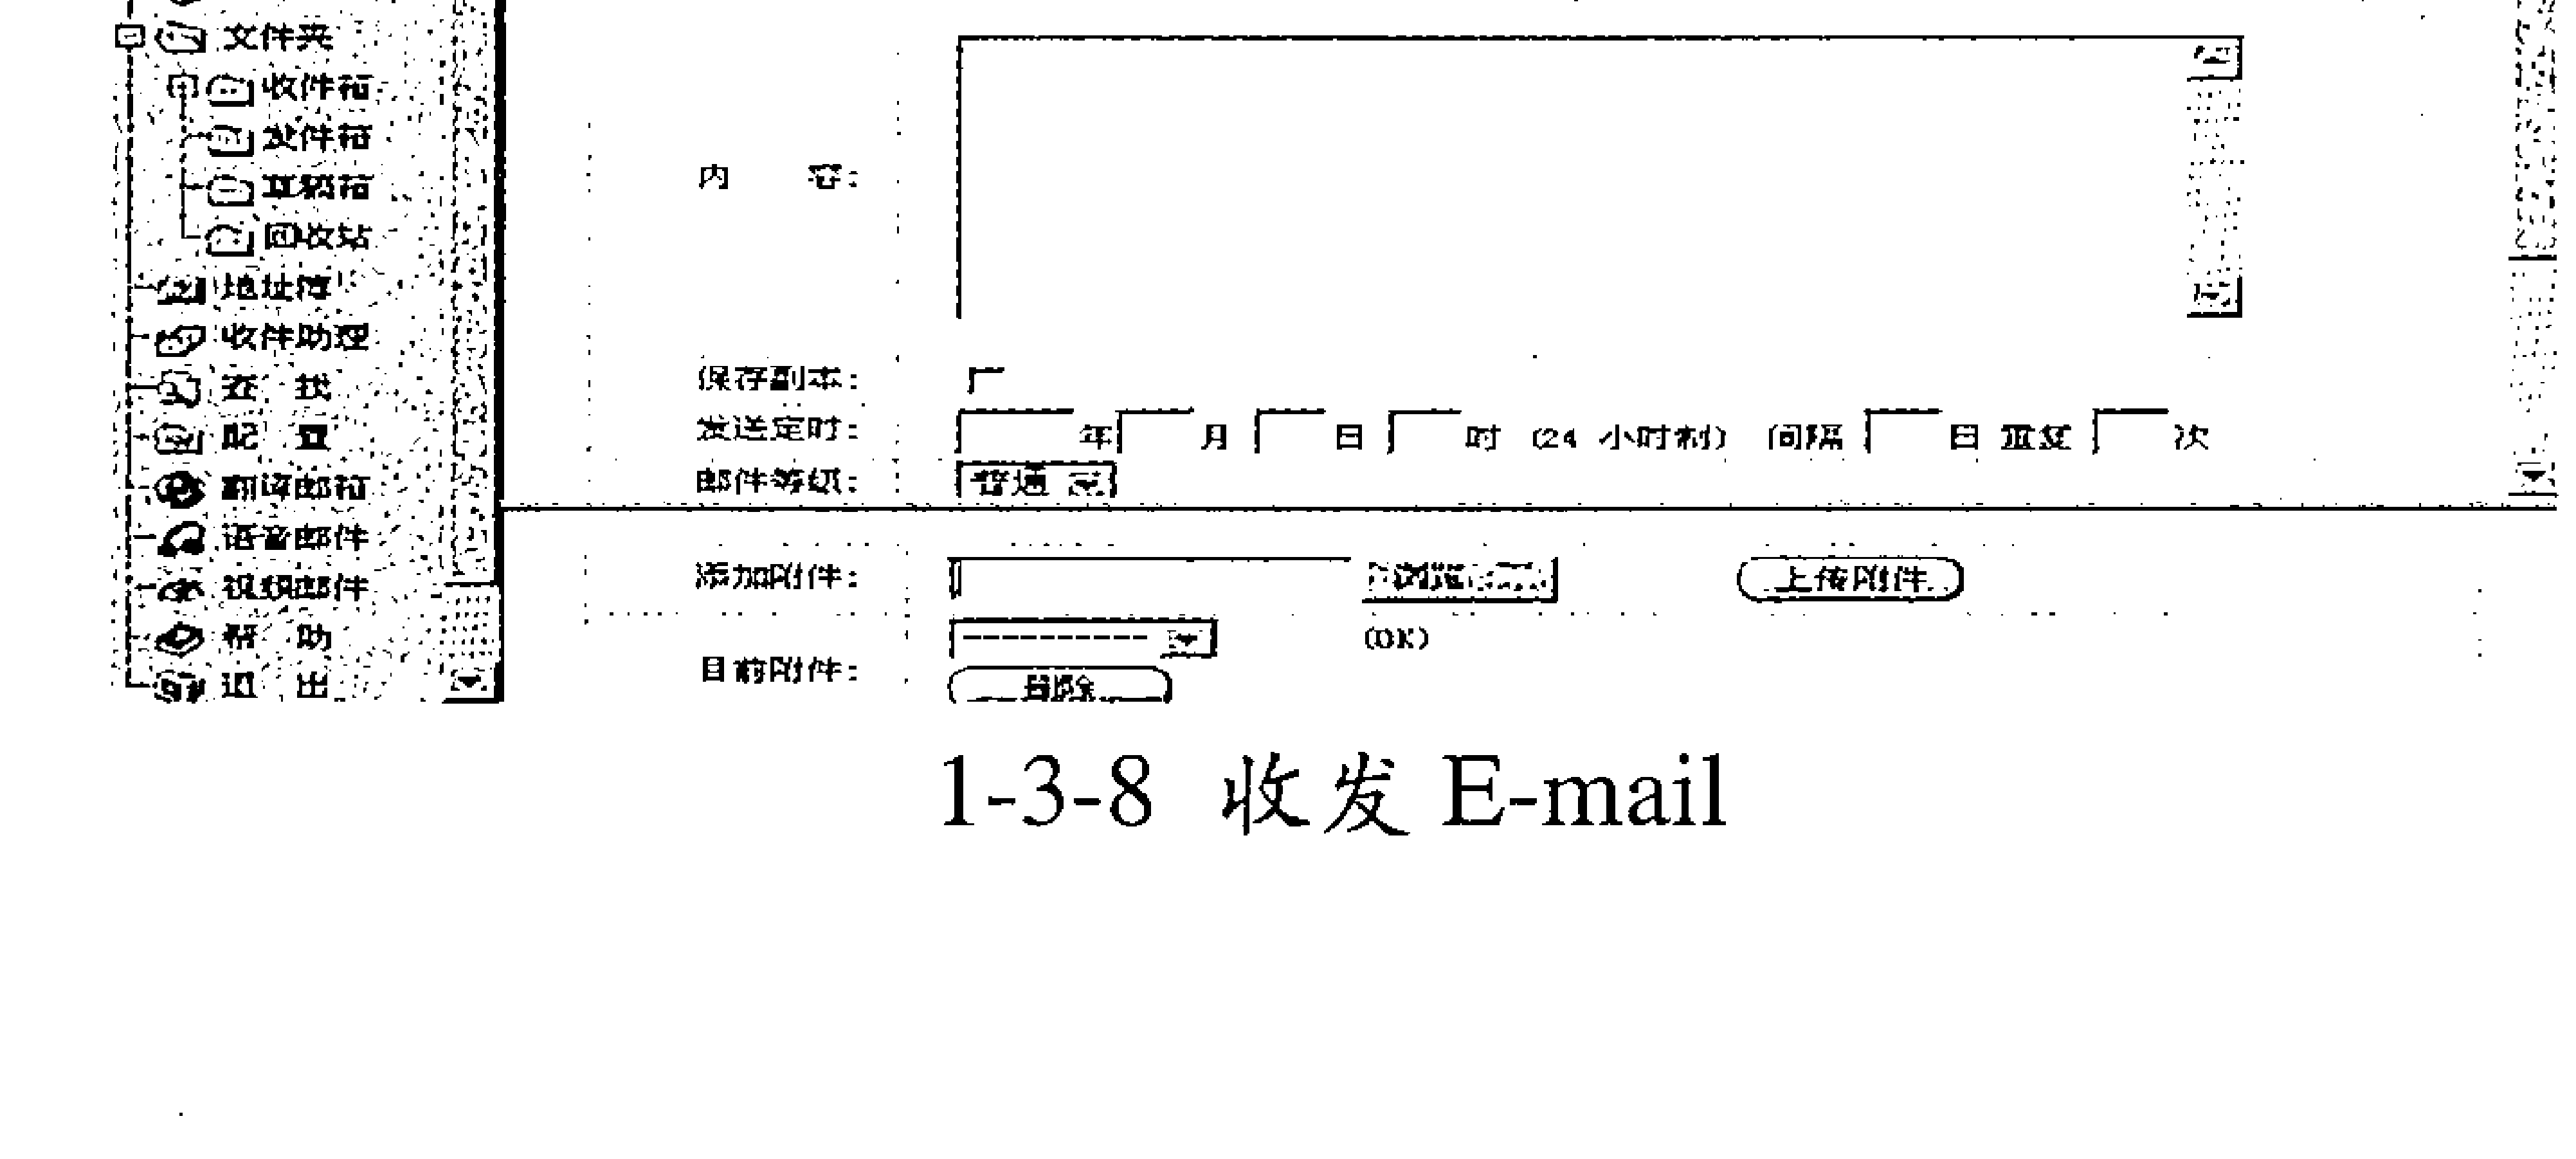 文件夹
收件箱
发件箱
草稿箱
回收站
地址簿
收件助理
查 找
配 置
翻译邮箱
语音邮件
视频邮件
帮 助
退 出
内 容:
保存副本:
发送定时: 年 月 日 时 (24 小时制) 间隔 日 重复 次
邮件等级: 普通
添加附件: 浏览... 上传附件
目前附件: ----------- (OK)
删除
1-3-8 收发 E-mail